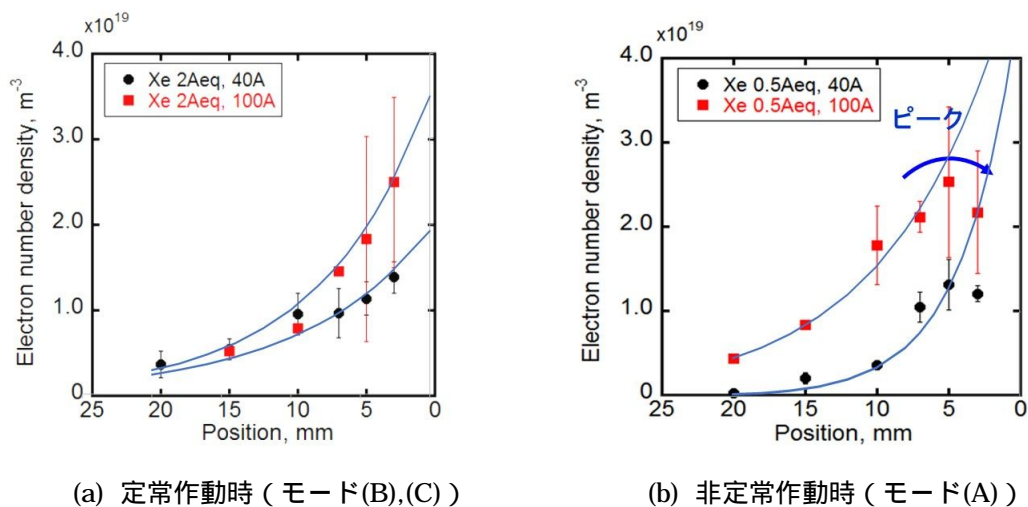 x10^19
4.0
3.0
2.0
1.0
0
Electron number density, m^-3
Xe 2Aeq, 40A
Xe 2Aeq, 100A
25 20 15 10 5 0
Position, mm
(a) 定常作動時（モード(B),(C)）
x10^19
4.0
3.0
2.0
1.0
0
Electron number density, m^-3
Xe 0.5Aeq, 40A
Xe 0.5Aeq, 100A
ピーク
25 20 15 10 5 0
Position, mm
(b) 非定常作動時（モード(A)）